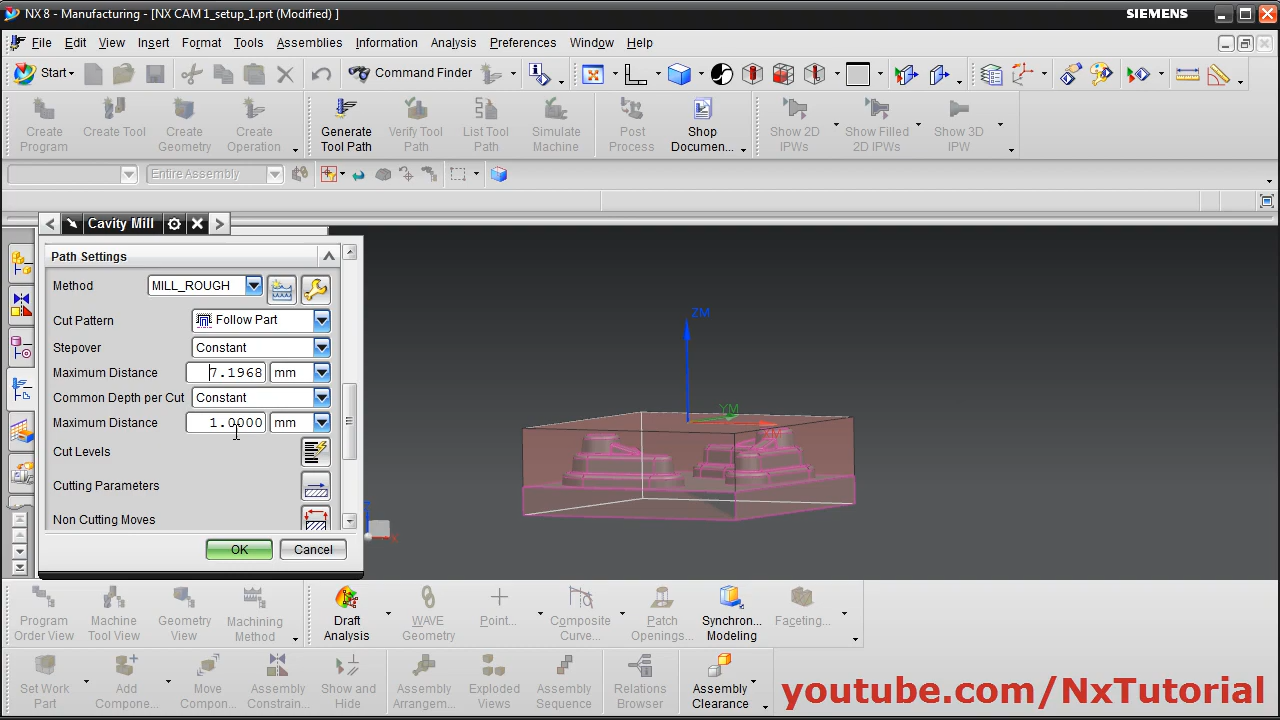 NX 8 - Manufacturing - [NX CAM 1_setup_1.prt (Modified) ]
SIEMENS
File Edit View Insert Format Tools Assemblies Information Analysis Preferences Window Help
Start Command Finder
Create Program
Create Tool
Create Geometry
Create Operation
Generate Tool Path
Verify Tool Path
List Tool Path
Simulate Machine
Post Process
Shop Documen...
Show 2D IPWs
Show Filled 2D IPWs
Show 3D IPW
Entire Assembly
Cavity Mill
Path Settings
Method MILL_ROUGH
Cut Pattern Follow Part
Stepover Constant
Maximum Distance 7.1968 mm
Common Depth per Cut Constant
Maximum Distance 1.0000 mm
Cut Levels
Cutting Parameters
Non Cutting Moves
OK Cancel
ZM
YM
XM
X
Program Order View
Machine Tool View
Geometry View
Machining Method
Draft Analysis
WAVE Geometry
Point...
Composite Curve...
Patch Openings...
Synchron... Modeling
Faceting...
Set Work Part
Add Compone...
Move Compon...
Assembly Constrain...
Show and Hide
Assembly Arrangem...
Exploded Views
Assembly Sequence
Relations Browser
Assembly Clearance
youtube.com/NxTutorial